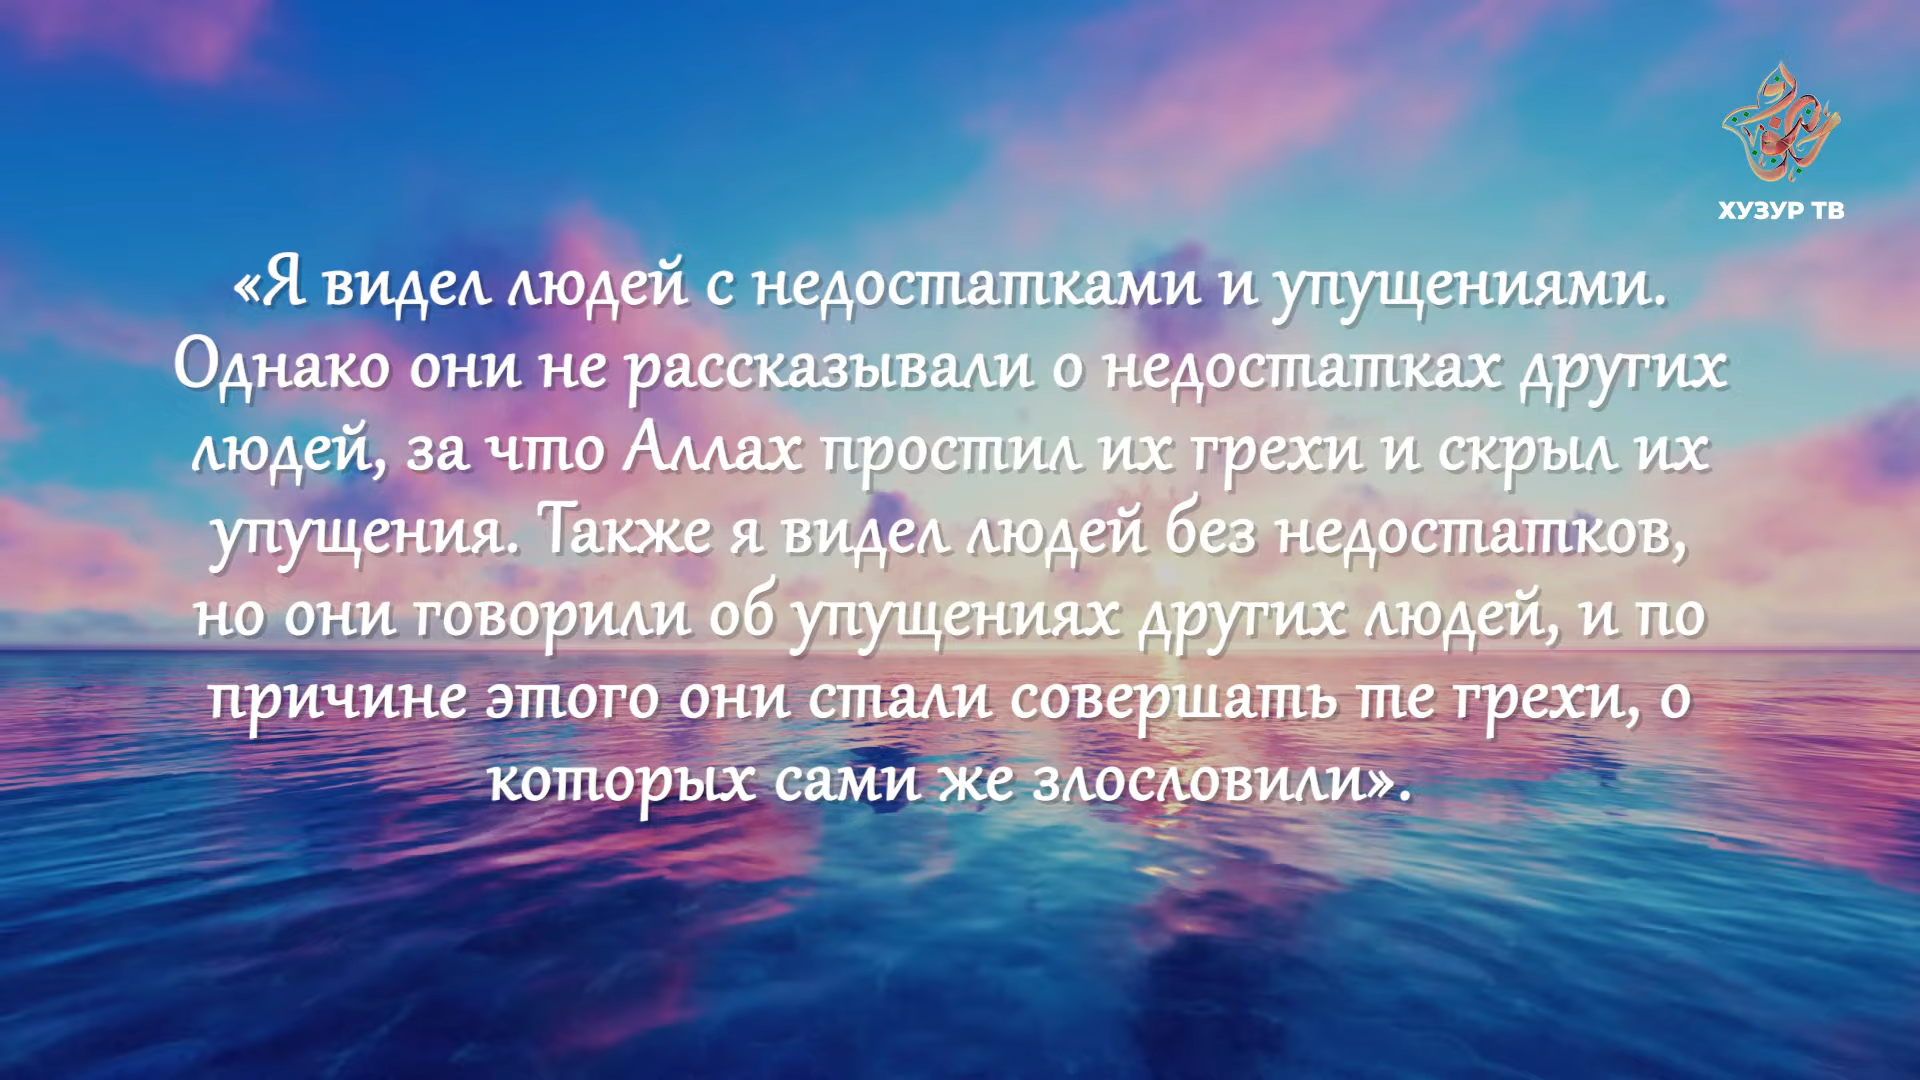 ХУЗУР ТВ
«Я видел людей с недостатками и упущениями.
Однако они не рассказывали о недостатках других
людей, за что Аллах простил их грехи и скрыл их
упущения. Также я видел людей без недостатков,
но они говорили об упущениях других людей, и по
причине этого они стали совершать те грехи, о
которых сами же злословили».